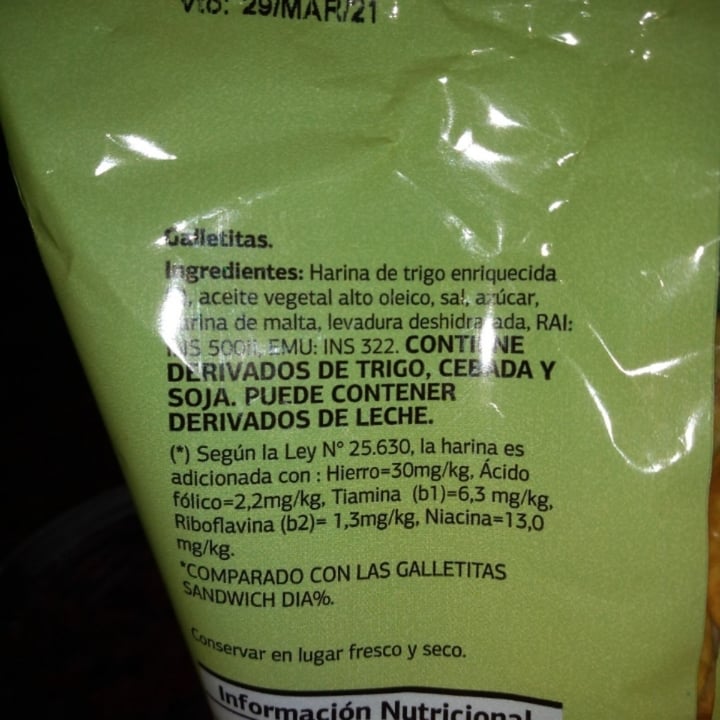 Vto: 29/MAR/21
Galletitas.
Ingredientes: Harina de trigo enriquecida
, aceite vegetal alto oleico, sal, azúcar,
harina de malta, levadura deshidratada, RAI:
INS 500ii, EMU: INS 322. CONTIENE
DERIVADOS DE TRIGO, CEBADA Y
SOJA. PUEDE CONTENER
DERIVADOS DE LECHE.
(*) Según la Ley N° 25.630, la harina es
adicionada con : Hierro=30mg/kg, Ácido
fólico=2,2mg/kg, Tiamina (b1)=6,3 mg/kg,
Riboflavina (b2)= 1,3mg/kg, Niacina=13,0
mg/kg.
*COMPARADO CON LAS GALLETITAS
SANDWICH DIA%.
Conservar en lugar fresco y seco.
Información Nutricional